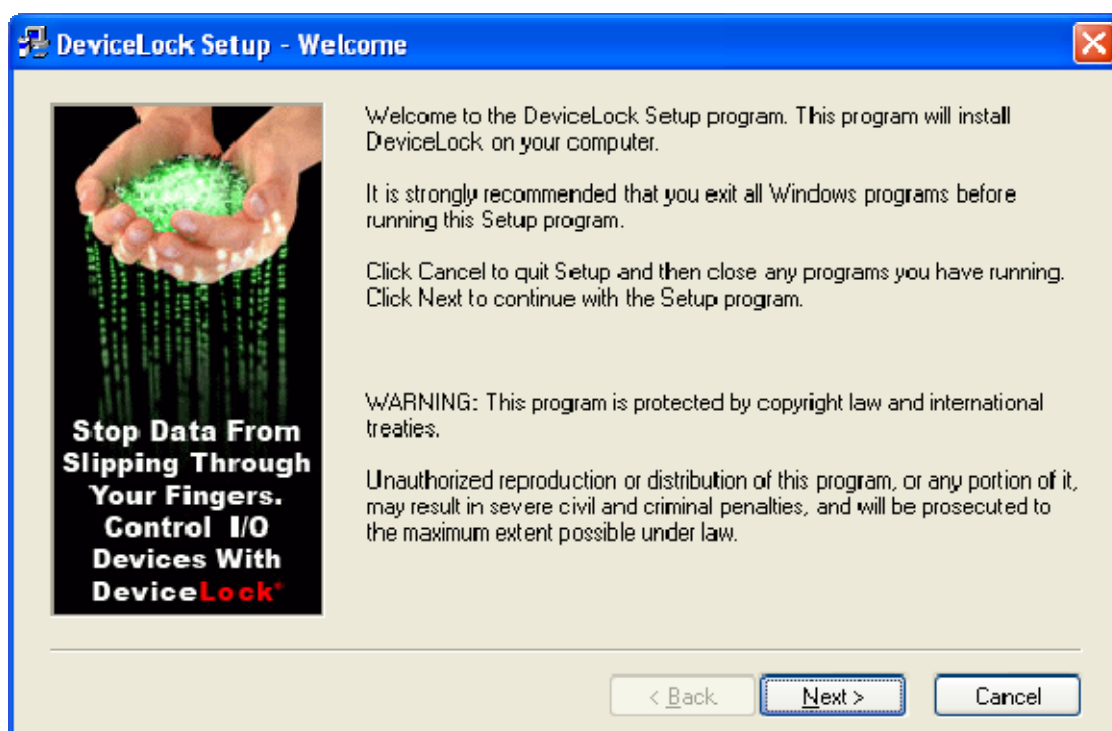 DeviceLock Setup - Welcome
Welcome to the DeviceLock Setup program. This program will install
DeviceLock on your computer.
It is strongly recommended that you exit all Windows programs before
running this Setup program.
Click Cancel to quit Setup and then close any programs you have running.
Click Next to continue with the Setup program.
WARNING: This program is protected by copyright law and international
treaties.
Unauthorized reproduction or distribution of this program, or any portion of it,
may result in severe civil and criminal penalties, and will be prosecuted to
the maximum extent possible under law.
Stop Data From
Slipping Through
Your Fingers.
Control I/O
Devices With
DeviceLock®
< Back
Next >
Cancel